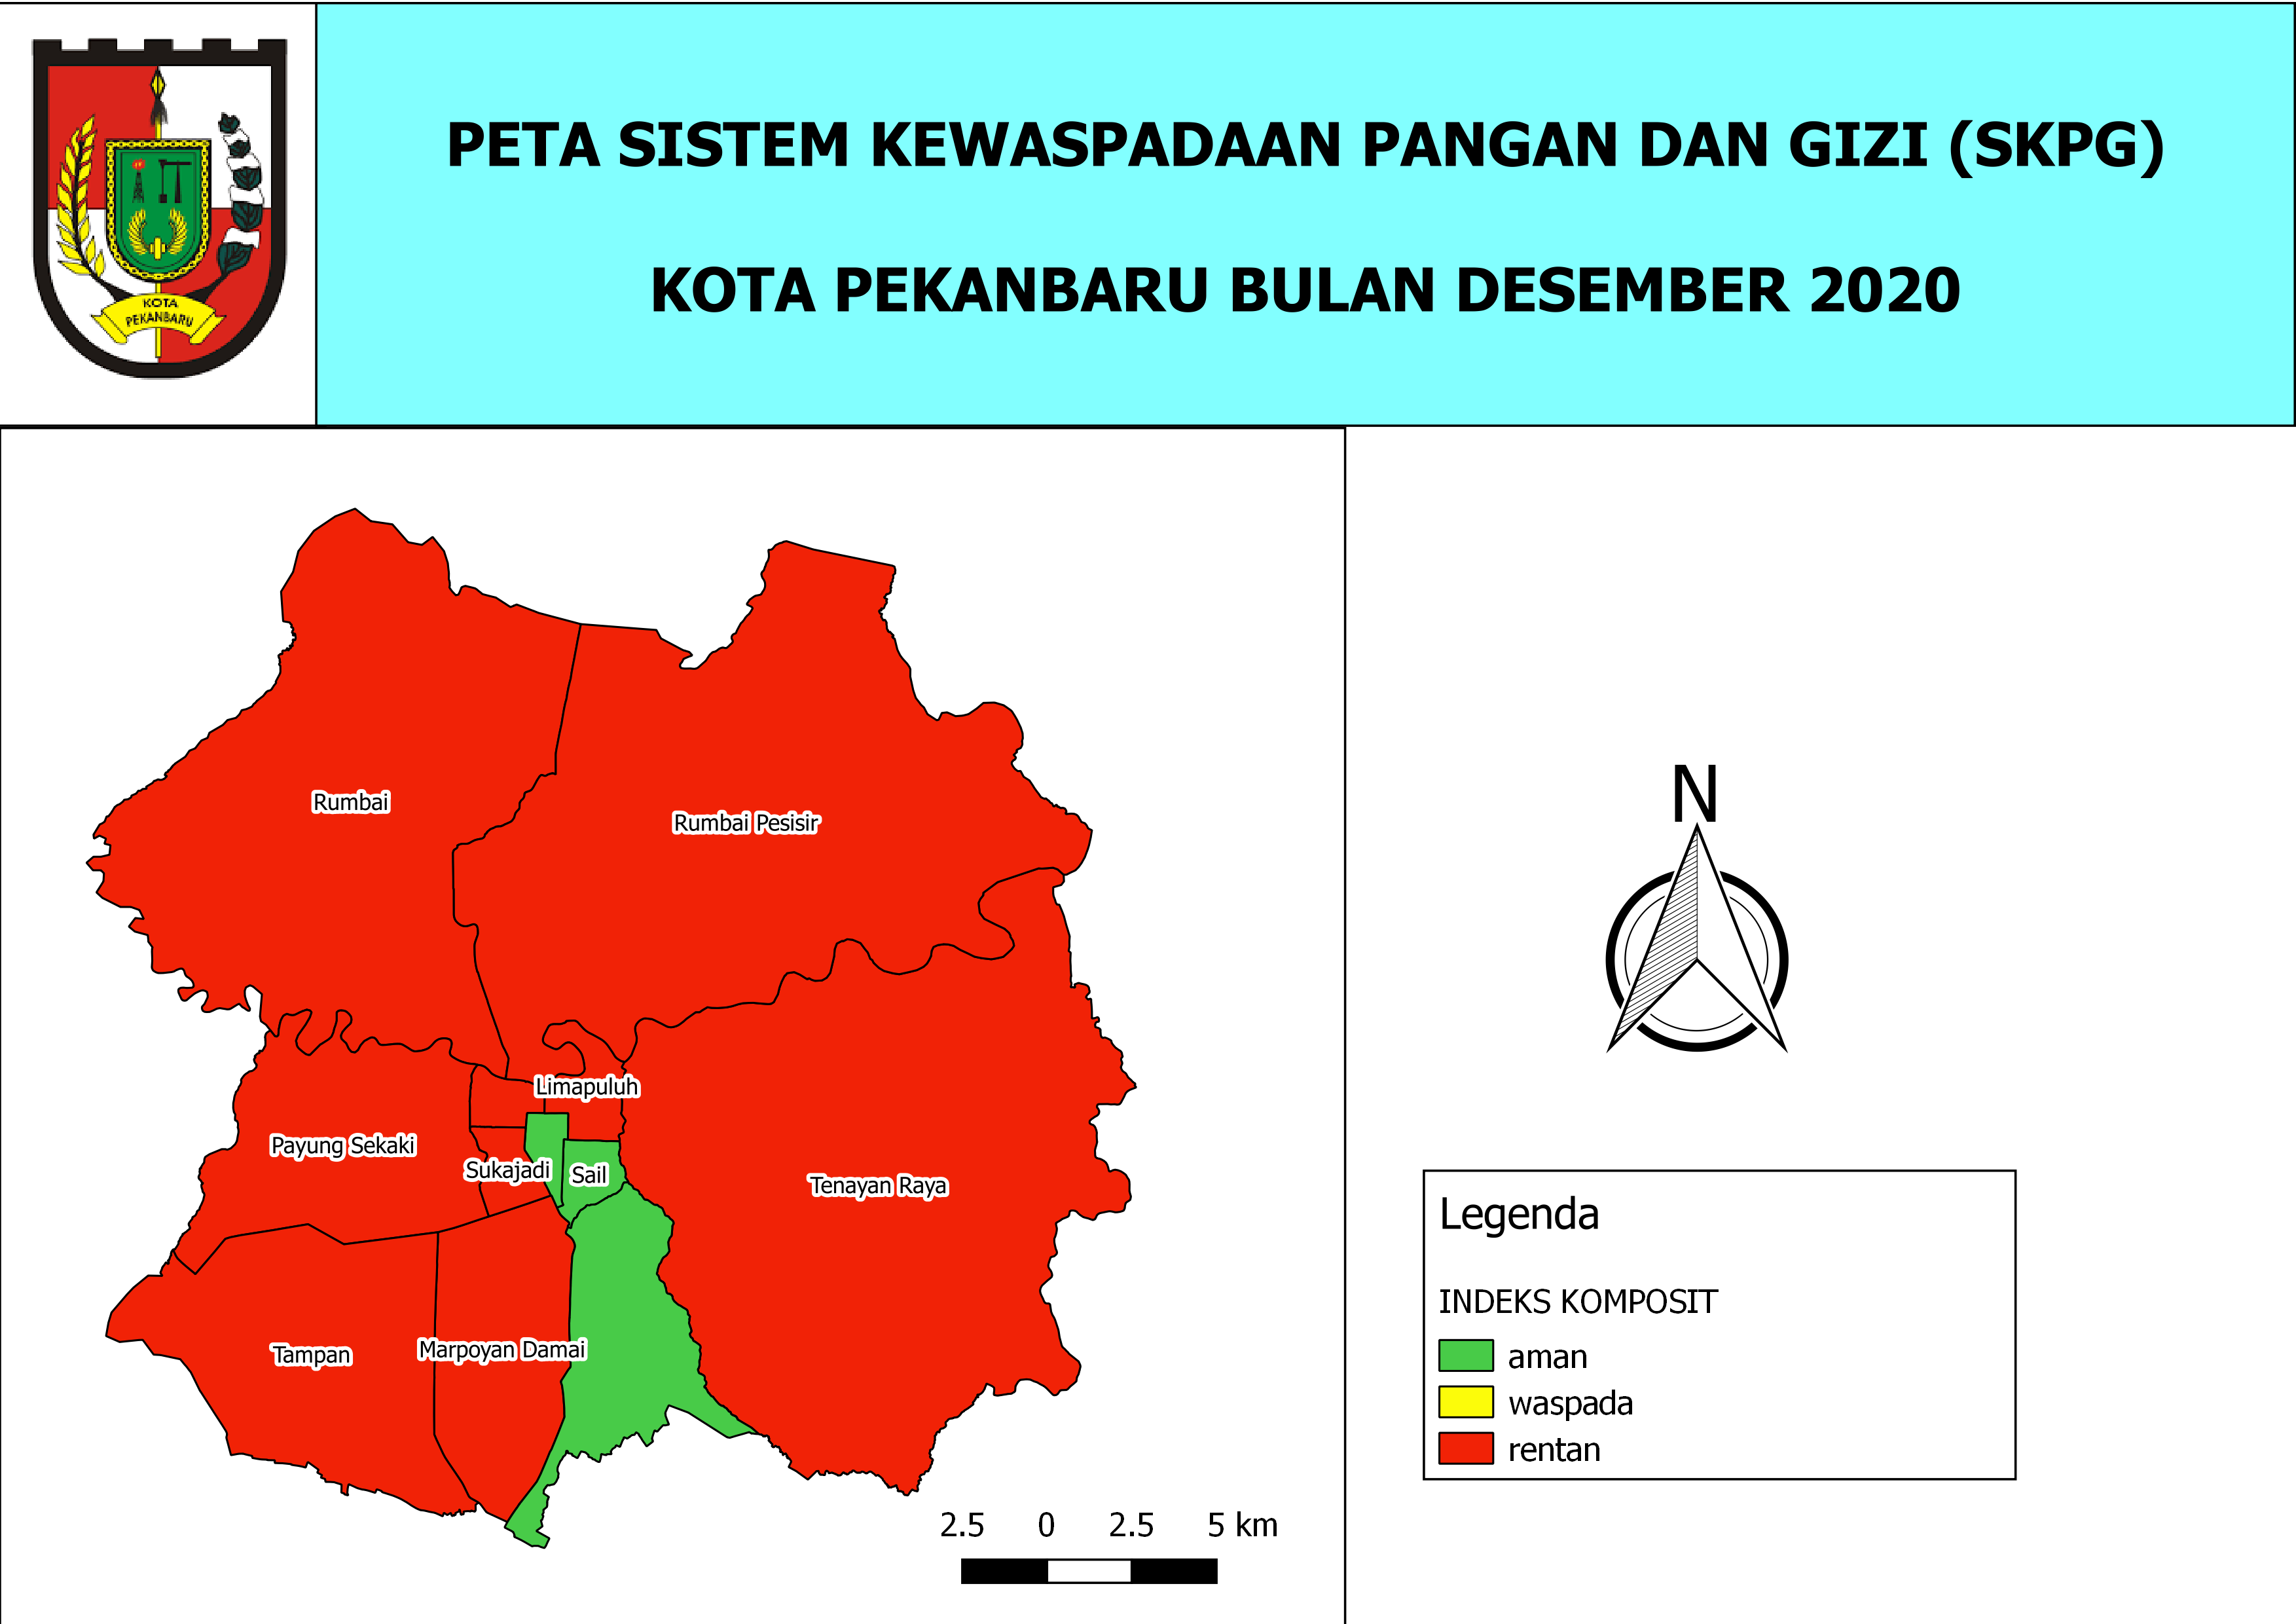 KOTA
PEKANBARU
PETA SISTEM KEWASPADAAN PANGAN DAN GIZI (SKPG)
KOTA PEKANBARU BULAN DESEMBER 2020
Rumbai
Rumbai Pesisir
Limapuluh
Payung Sekaki
Sukajadi
Sail
Tenayan Raya
Tampan
Marpoyan Damai
2.5 0 2.5 5 km
N
Legenda
INDEKS KOMPOSIT
aman
waspada
rentan